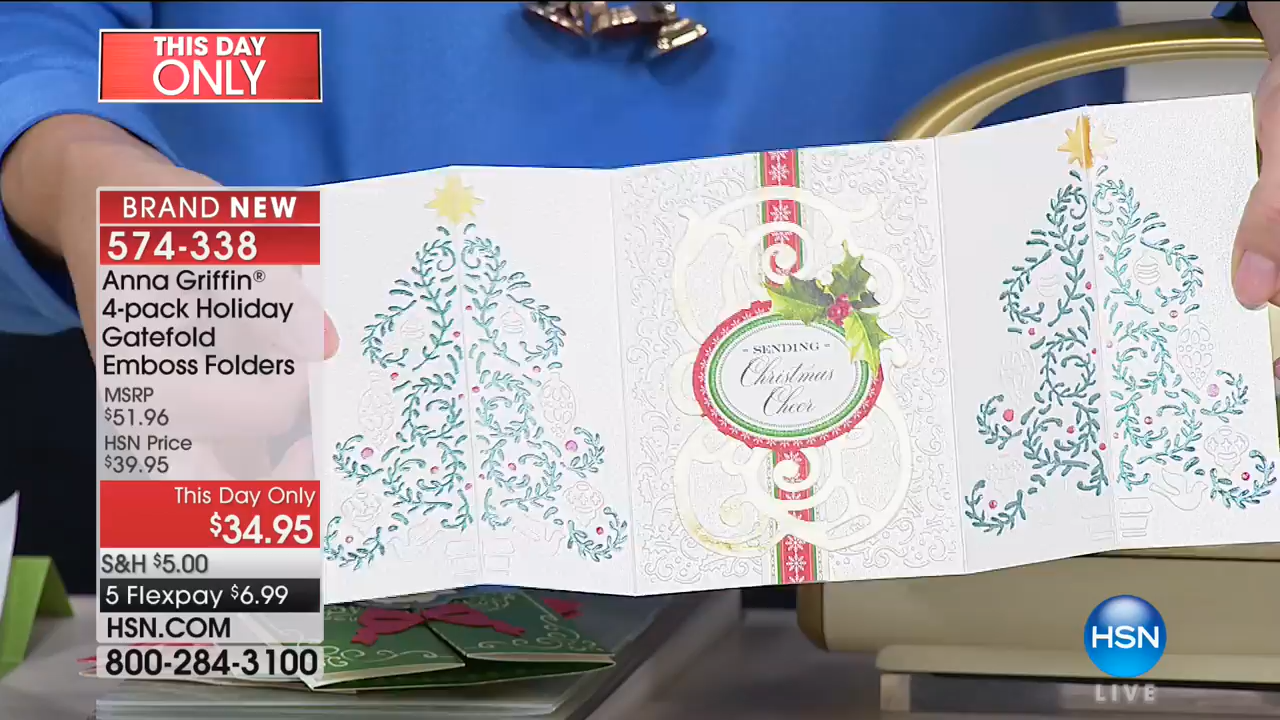 THIS DAY
ONLY
BRAND NEW
574-338
Anna Griffin®
4-pack Holiday
Gatefold
Emboss Folders
MSRP
$51.96
HSN Price
$39.95
This Day Only
$34.95
S&H $5.00
5 Flexpay $6.99
HSN.COM
800-284-3100
- SENDING -
Christmas
Cheer
HSN
LIVE